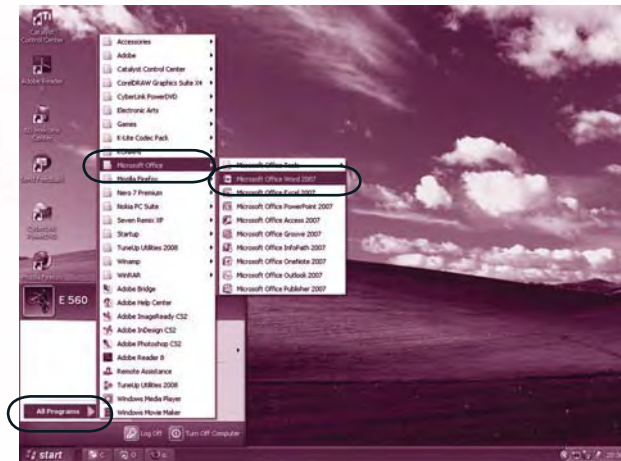 Catalyst
Control Center
Adobe Reader
CyberLink
PowerDVD
Mozilla Firefox
E 560
Accessories
Adobe
Catalyst Control Center
CorelDRAW Graphics Suite X4
CyberLink PowerDVD
Electronic Arts
Games
K-Lite Codec Pack
Microsoft Office
Mozilla Firefox
Nero 7 Premium
Nokia PC Suite
Seven Remix XP
Startup
TuneUp Utilities 2008
Winamp
WinRAR
Adobe Bridge
Adobe Help Center
Adobe ImageReady CS2
Adobe InDesign CS2
Adobe Photoshop CS2
Adobe Reader 8
Remote Assistance
TuneUp Utilities 2008
Windows Media Player
Windows Movie Maker
Microsoft Office Tools
Microsoft Office Word 2007
Microsoft Office Excel 2007
Microsoft Office PowerPoint 2007
Microsoft Office Access 2007
Microsoft Office Groove 2007
Microsoft Office InfoPath 2007
Microsoft Office OneNote 2007
Microsoft Office Outlook 2007
Microsoft Office Publisher 2007
All Programs
Log Off
Turn Off Computer
start